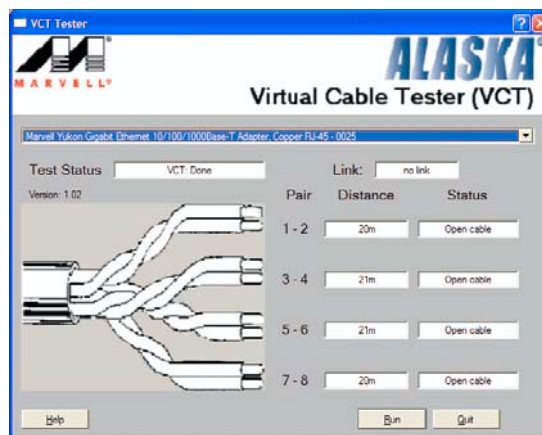 VCT Tester
MARVELL®
ALASKA®
Virtual Cable Tester (VCT)
Marvell Yukon Gigabit Ethernet 10/100/1000Base-T Adapter, Copper RJ-45 - 0025
Test Status VCT: Done Link: no link
Version: 1.02 Pair Distance Status
1 - 2 20m Open cable
3 - 4 21m Open cable
5 - 6 21m Open cable
7 - 8 20m Open cable
Help Run Quit